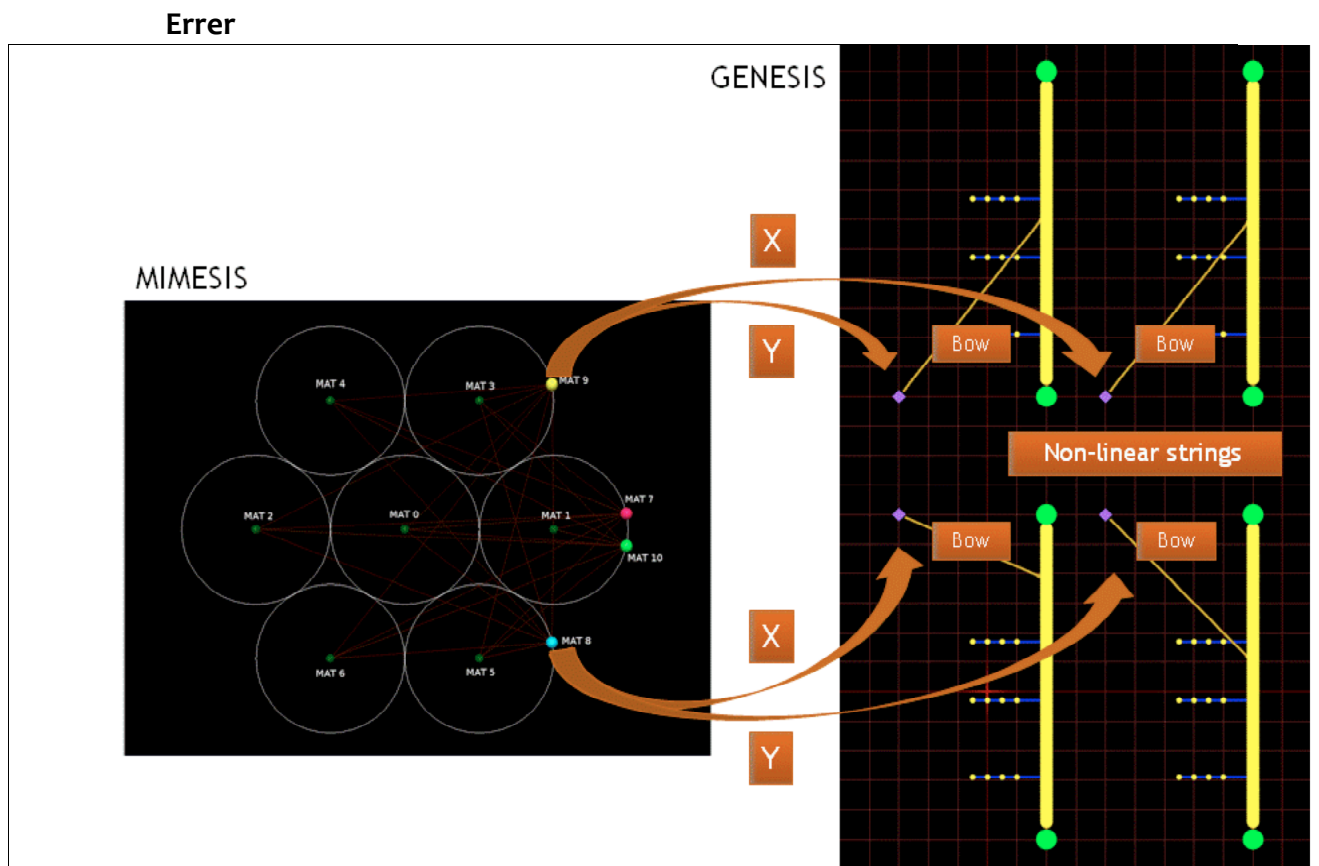 Errer
GENESIS
X
MIMESIS
Y
Bow
Bow
MAT 4
MAT 3
MAT 9
Non-linear strings
MAT 7
MAT 2
MAT 0
MAT 1
MAT 10
Bow
Bow
X
MAT 8
MAT 6
MAT 5
Y